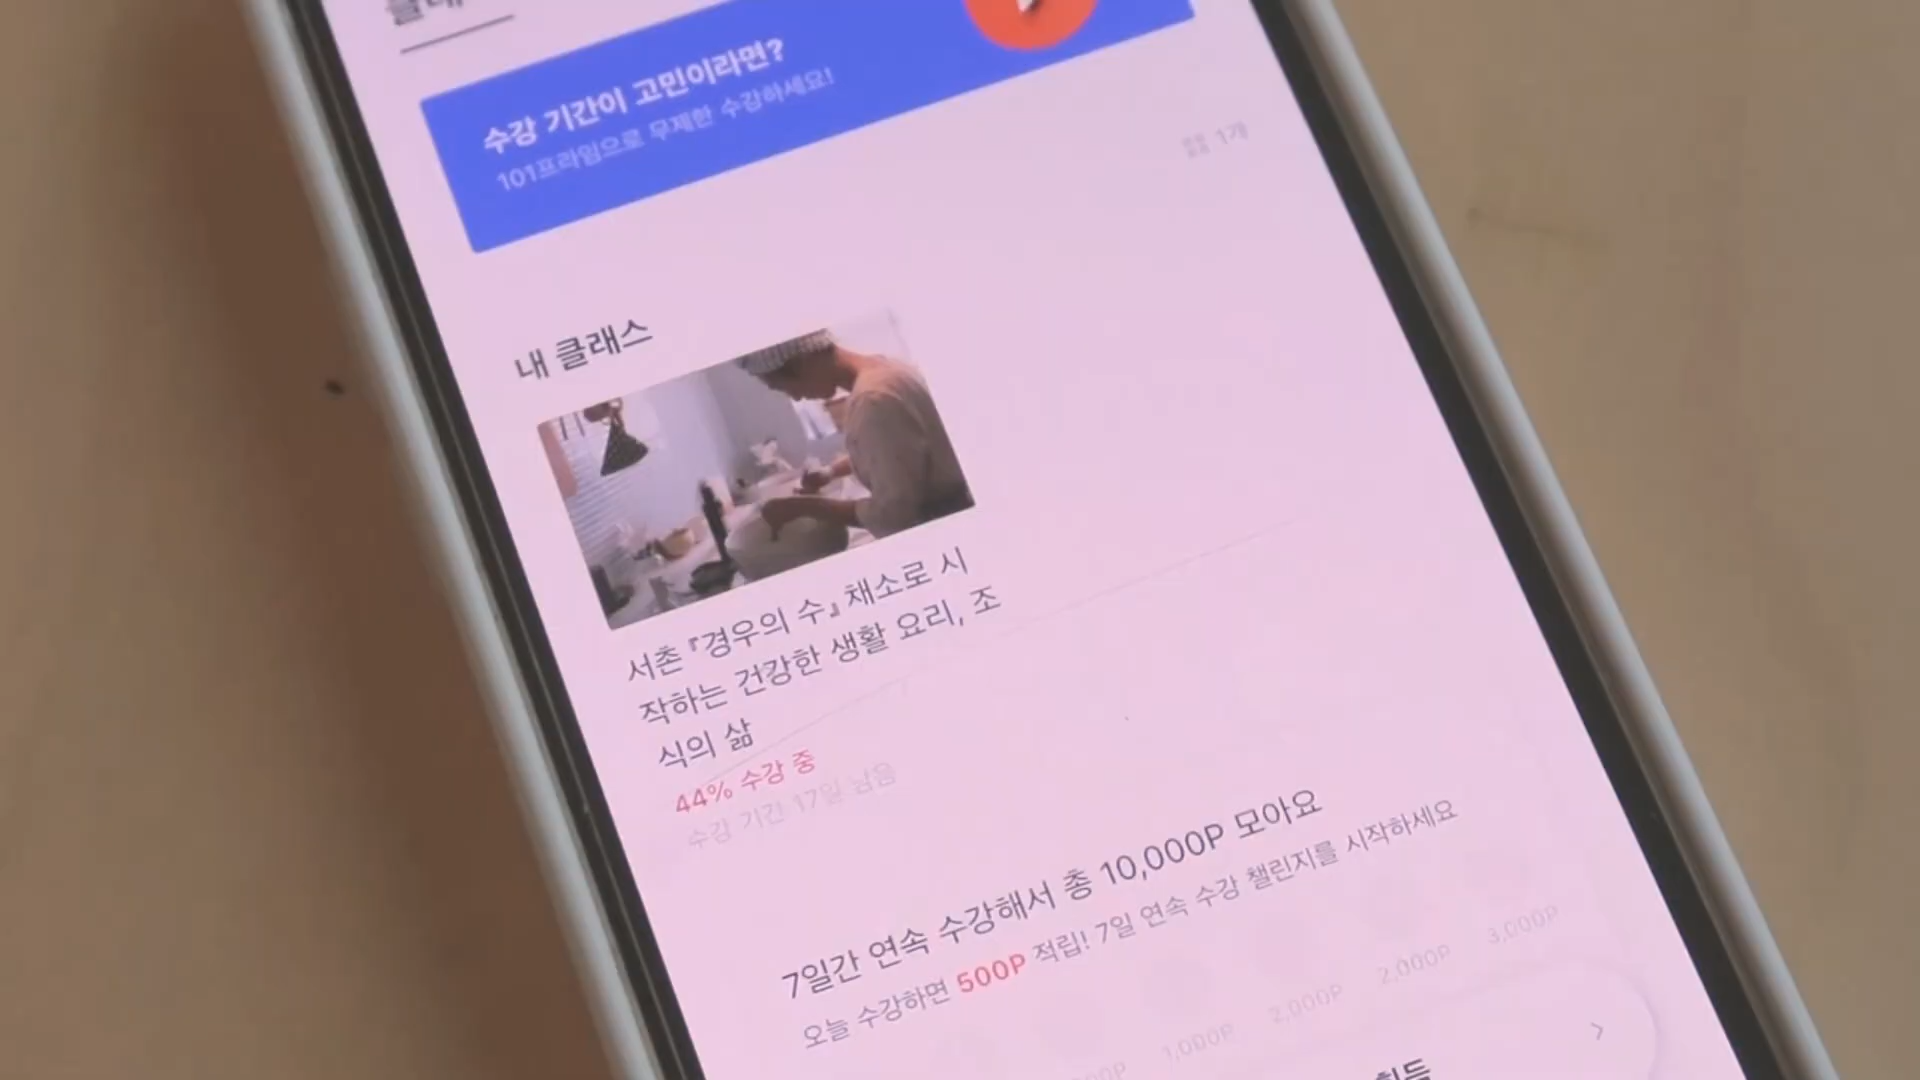 수강 기간이 고민이라면?
101프라임으로 무제한 수강하세요!
1개
내 클래스
서촌 『경우의 수』 채소로 시
작하는 건강한 생활 요리, 조
식의 삶
44% 수강 중
수강 기간 17일 남음
7일간 연속 수강해서 총 10,000P 모아요
오늘 수강하면 500P 적립! 7일 연속 수강 챌린지를 시작하세요
1,000P 2,000P 2,000P 3,000P